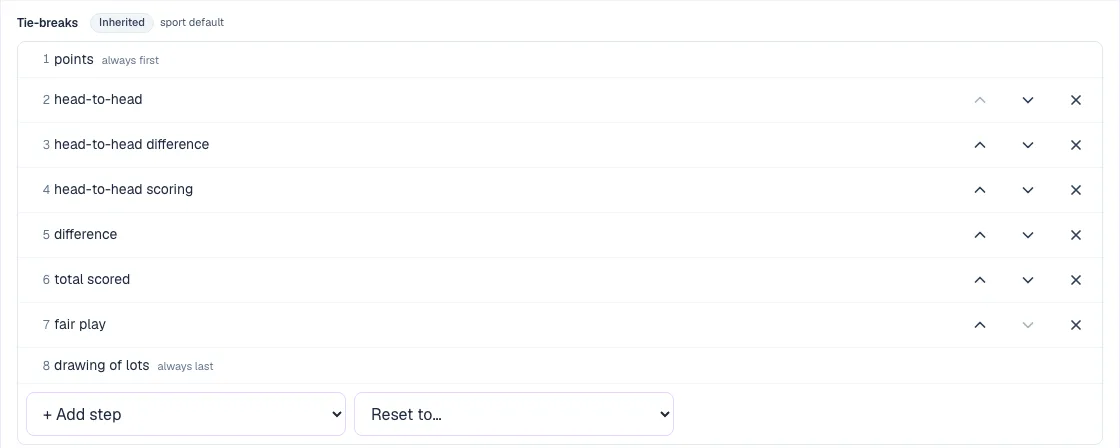 Tie-breaks Inherited sport default
1 points always first
2 head-to-head
3 head-to-head difference
4 head-to-head scoring
5 difference
6 total scored
7 fair play
8 drawing of lots always last
+ Add step Reset to...